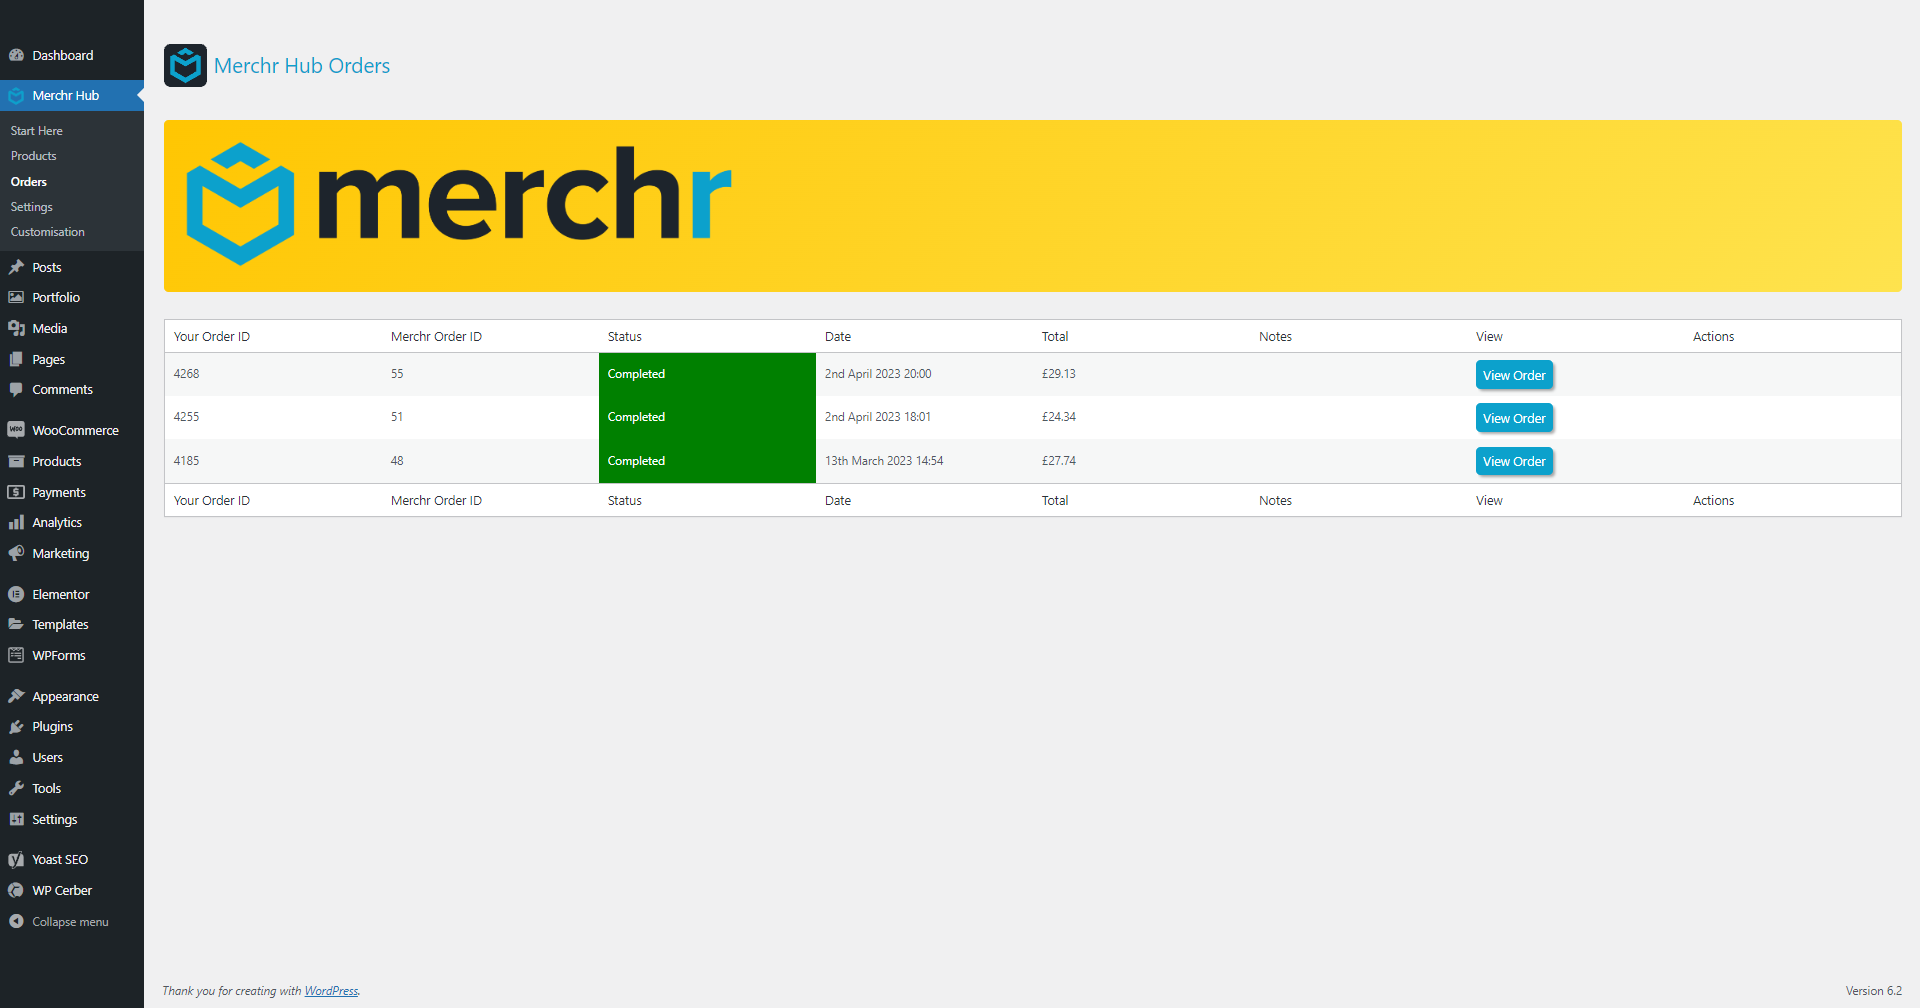 Dashboard
Merchr Hub
Start Here
Products
Orders
Settings
Customisation
Posts
Portfolio
Media
Pages
Comments
WooCommerce
Products
Payments
Analytics
Marketing
Elementor
Templates
WPForms
Appearance
Plugins
Users
Tools
Settings
Yoast SEO
WP Cerber
Collapse menu
Merchr Hub Orders
merchr
Your Order ID Merchr Order ID Status Date Total Notes View Actions
4268 55 Completed 2nd April 2023 20:00 £29.13 View Order
4255 51 Completed 2nd April 2023 18:01 £24.34 View Order
4185 48 Completed 13th March 2023 14:54 £27.74 View Order
Your Order ID Merchr Order ID Status Date Total Notes View Actions
Thank you for creating with WordPress. Version 6.2